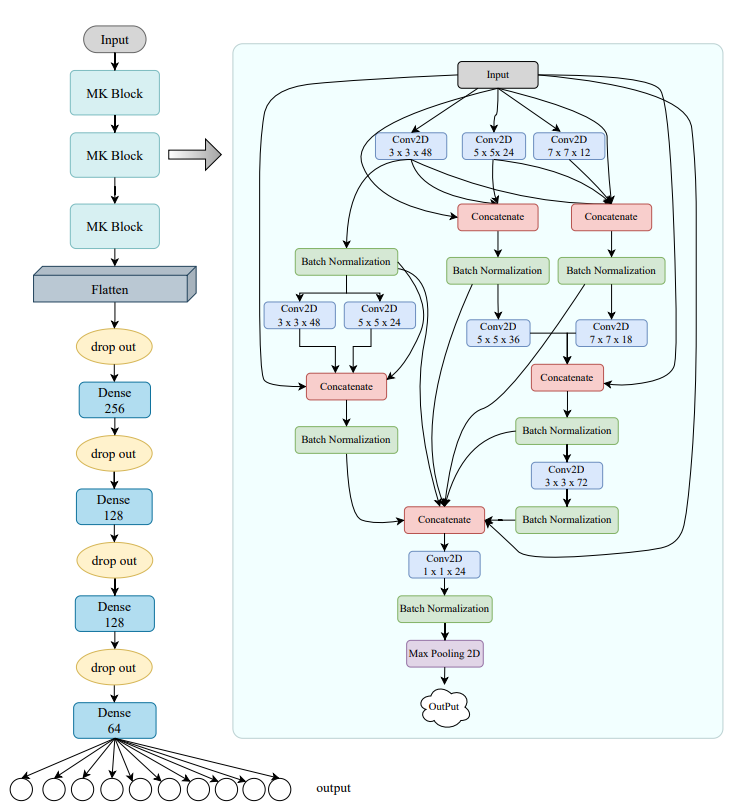 Input
MK Block
MK Block
MK Block
Flatten
drop out
Dense
256
drop out
Dense
128
drop out
Dense
128
drop out
Dense
64
output
Input
Conv2D
3 x 3 x 48
Conv2D
5 x 5x 24
Conv2D
7 x 7 x 12
Concatenate
Concatenate
Batch Normalization
Batch Normalization
Batch Normalization
Conv2D
3 x 3 x 48
Conv2D
5 x 5 x 24
Conv2D
5 x 5 x 36
Conv2D
7 x 7 x 18
Concatenate
Concatenate
Batch Normalization
Batch Normalization
Conv2D
3 x 3 x 72
Concatenate
Batch Normalization
Conv2D
1 x 1 x 24
Batch Normalization
Max Pooling 2D
OutPut